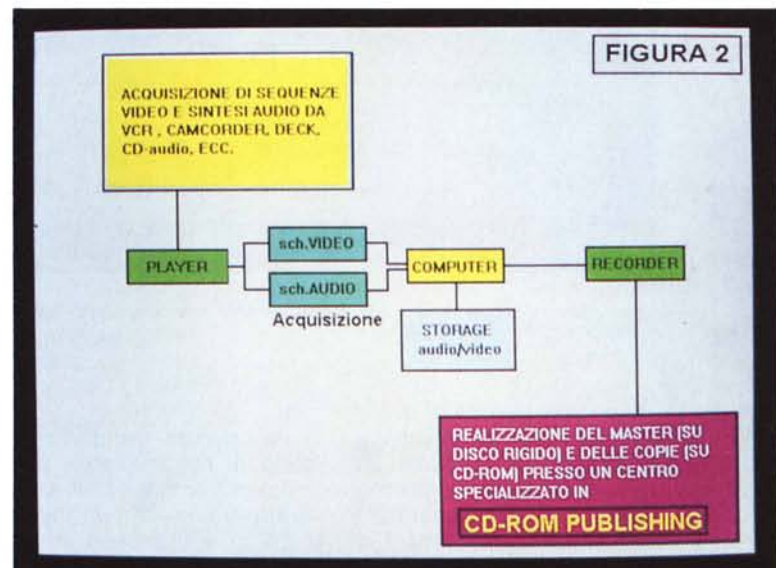 FIGURA 2
ACQUISIZIONE DI SEQUENZE
VIDEO E SINTESI AUDIO DA
VCR , CAMCORDER, DECK,
CD-audio, ECC.
PLAYER
sch.VIDEO
sch.AUDIO
Acquisizione
COMPUTER
STORAGE
audio/video
RECORDER
REALIZZAZIONE DEL MASTER (SU
DISCO RIGIDO) E DELLE COPIE (SU
CD-ROM) PRESSO UN CENTRO
SPECIALIZZATO IN
CD-ROM PUBLISHING